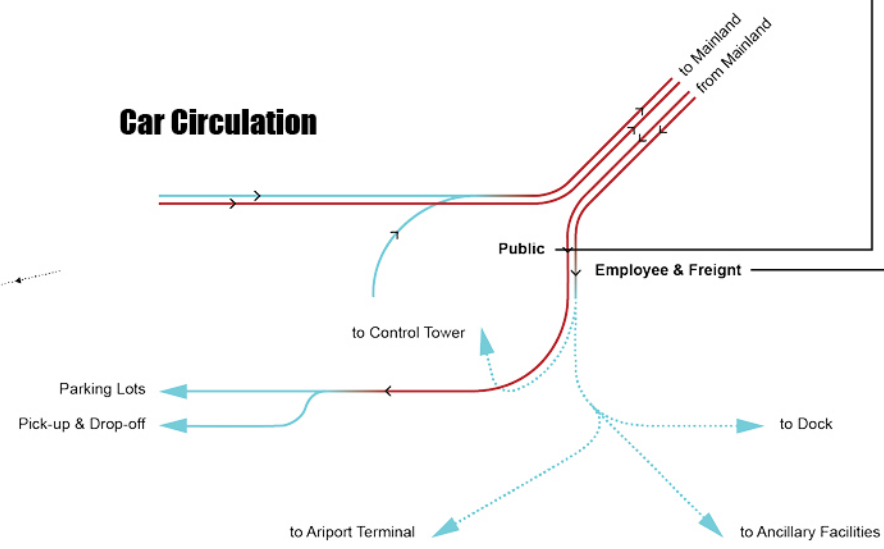 to Mainland
from Mainland
Car Circulation
Public
Employee & Freignt
to Control Tower
Parking Lots
Pick-up & Drop-off
to Dock
to Ariport Terminal
to Ancillary Facilities